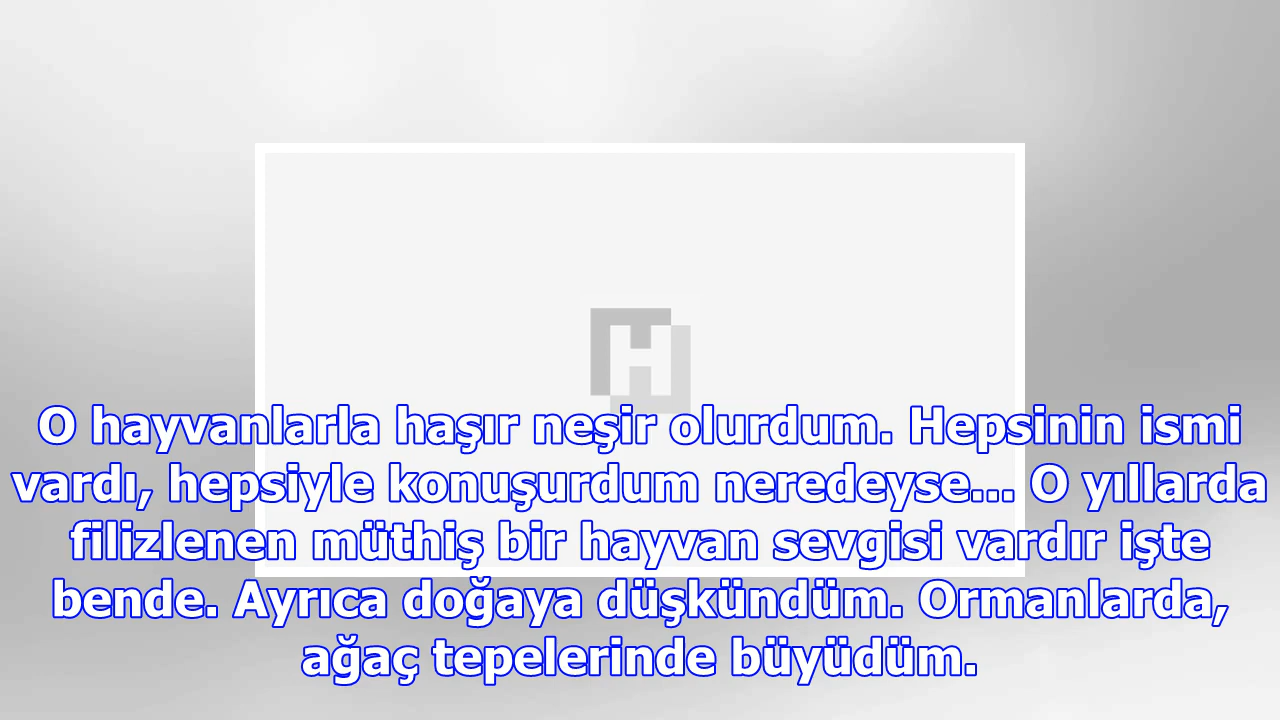 H
O hayvanlarla haşır neşir olurdum. Hepsinin ismi
vardı, hepsiyle konuşurdum neredeyse... O yıllarda
filizlenen müthiş bir hayvan sevgisi vardır işte
bende. Ayrıca doğaya düşkündüm. Ormanlarda,
ağaç tepelerinde büyüdüm.